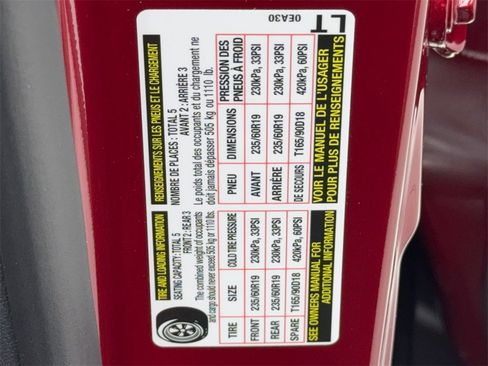 TIRE AND LOADING INFORMATION
SEATING CAPACITY: TOTAL 5
FRONT 2: REAR 3
The combined weight of occupants
and cargo should never exceed 505 kg or 1110 lbs.
TIRE SIZE COLD TIRE PRESSURE
FRONT 235/60R19 230kPa, 33PSI
REAR 235/60R19 230kPa, 33PSI
SPARE T165/90D18 420kPa, 60PSI
SEE OWNERS MANUAL FOR
ADDITIONAL INFORMATION
RENSEIGNEMENTS SUR LES PNEUS ET LE CHARGEMENT
NOMBRE DE PLACES : TOTAL 5
AVANT 2 : ARRIÈRE 3
Le poids total des occupants et du chargement ne
doit jamais dépasser 505 kg ou 1110 lb.
PNEU DIMENSIONS PRESSION DES
PNEUS À FROID
AVANT 235/60R19 230kPa, 33PSI
ARRIÈRE 235/60R19 230kPa, 33PSI
DE SECOURS T165/90D18 420kPa, 60PSI
VOIR LE MANUEL DE L'USAGER
POUR PLUS DE RENSEIGNEMENTS
0EA30
LT